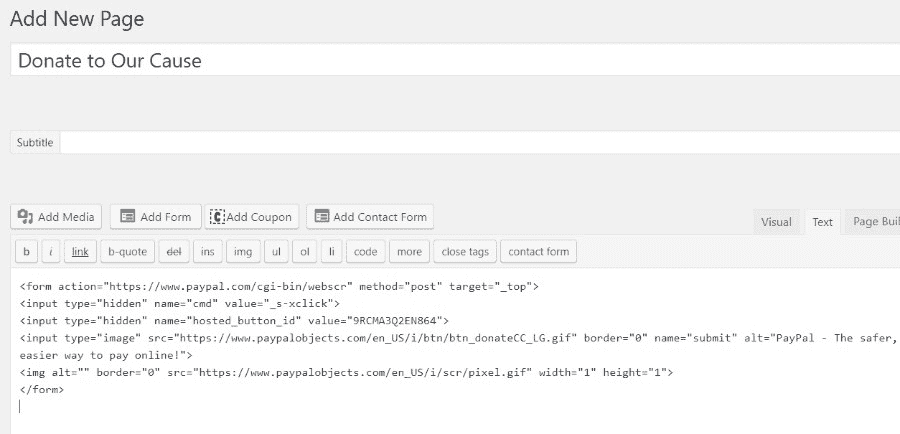 Add New Page
Donate to Our Cause
Subtitle
Add Media Add Form Add Coupon Add Contact Form
Visual Text Page Buil
b i link b-quote del ins img ul ol li code more close tags contact form
<form action="https://www.paypal.com/cgi-bin/webscr" method="post" target="_top">
<input type="hidden" name="cmd" value="_s-xclick">
<input type="hidden" name="hosted_button_id" value="9RCMA3Q2EN864">
<input type="image" src="https://www.paypalobjects.com/en_US/i/btn/btn_donateCC_LG.gif" border="0" name="submit" alt="PayPal - The safer,
easier way to pay online!">
<img alt="" border="0" src="https://www.paypalobjects.com/en_US/i/scr/pixel.gif" width="1" height="1">
</form>